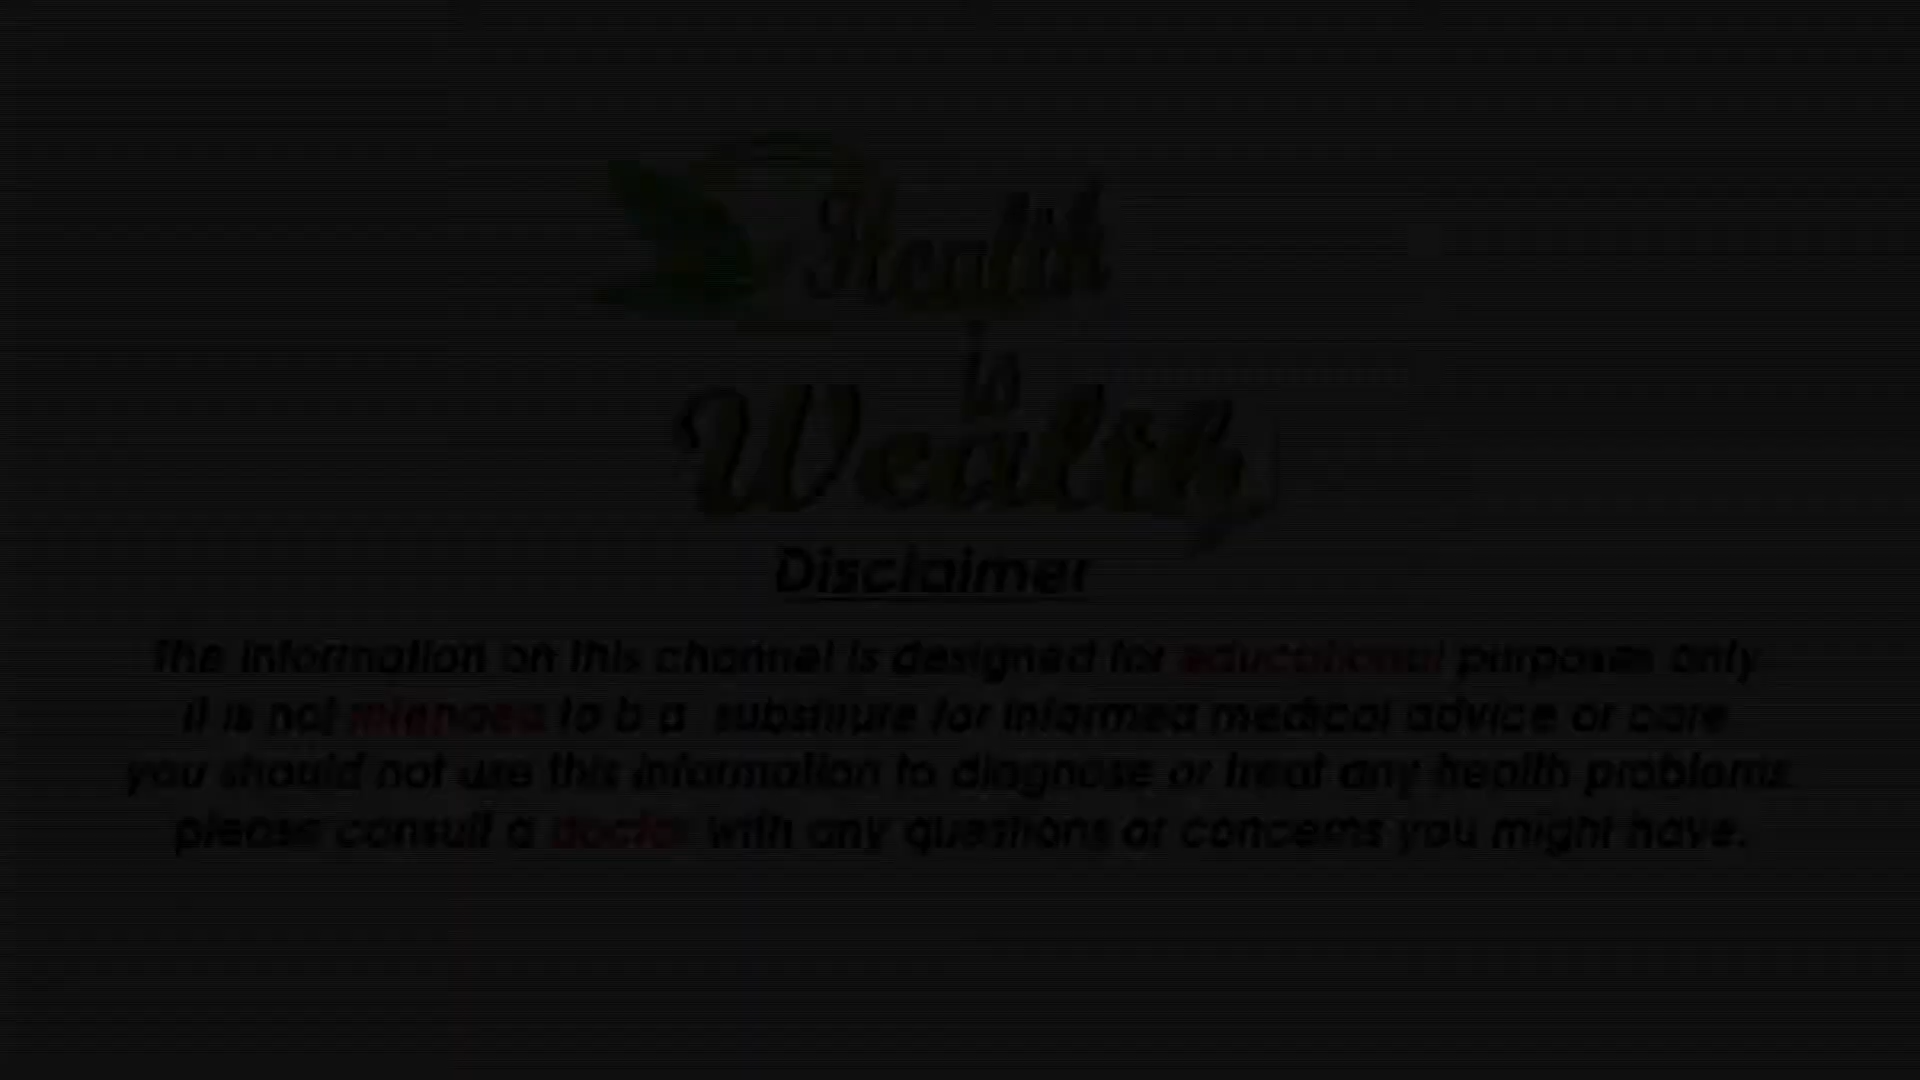 Health
is
Wealth
Disclaimer
The information on this channel is designed for educational purposes only
it is not intended to b a substitute for informed medical advice or care
you should not use this information to diagnose or treat any health problems
please consult a doctor with any questions or concerns you might have.